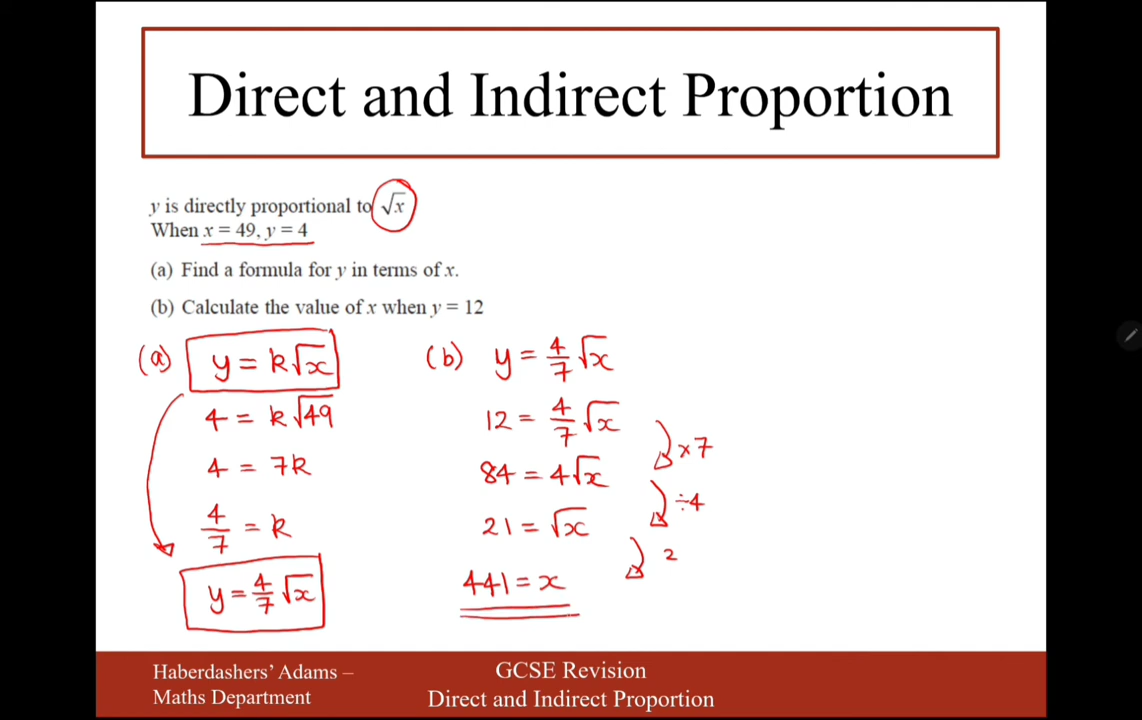 Direct and Indirect Proportion
y is directly proportional to √x
When x = 49, y = 4
(a) Find a formula for y in terms of x.
(b) Calculate the value of x when y = 12
(a) y = k√x
4 = k√49
4 = 7k
4/7 = k
y = 4/7 √x
(b) y = 4/7 √x
12 = 4/7 √x
×7
84 = 4√x
÷4
21 = √x
2
441 = x
Haberdashers' Adams –
Maths Department
GCSE Revision
Direct and Indirect Proportion